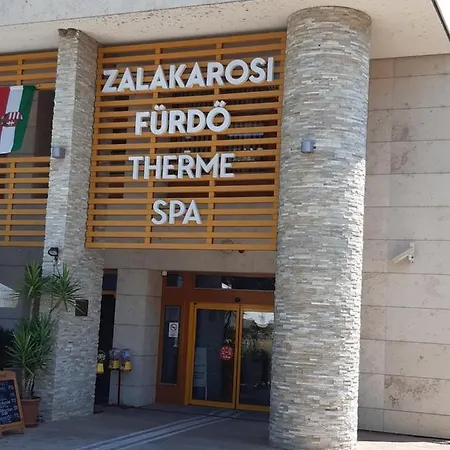 ZALAKAROSI
FÜRDŐ
THERME
SPA